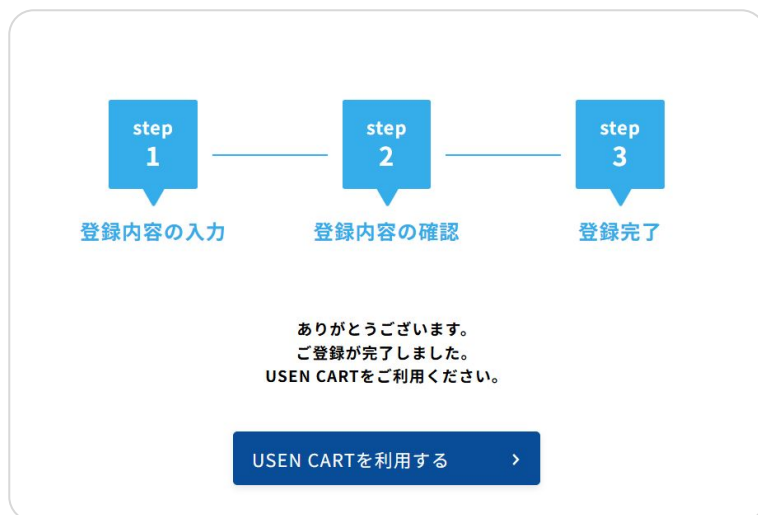 step
1
step
2
step
3
登録内容の入力
登録内容の確認
登録完了
ありがとうございます。
ご登録が完了しました。
USEN CARTをご利用ください。
USEN CARTを利用する